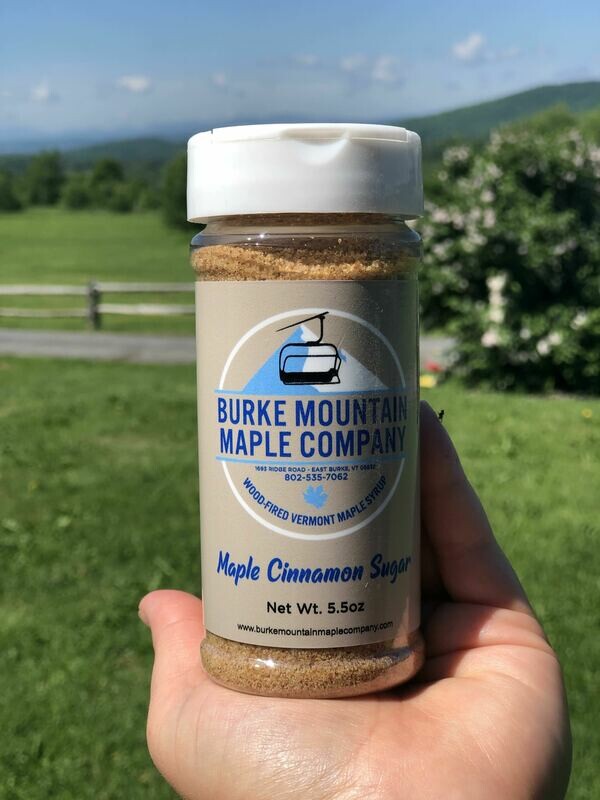 BURKE MOUNTAIN
MAPLE COMPANY
1693 RIDGE ROAD - EAST BURKE, VT 05832
802-535-7062
WOOD-FIRED VERMONT MAPLE SYRUP
Maple Cinnamon Sugar
Net Wt. 5.5oz
www.burkemountainmaplecompany.com